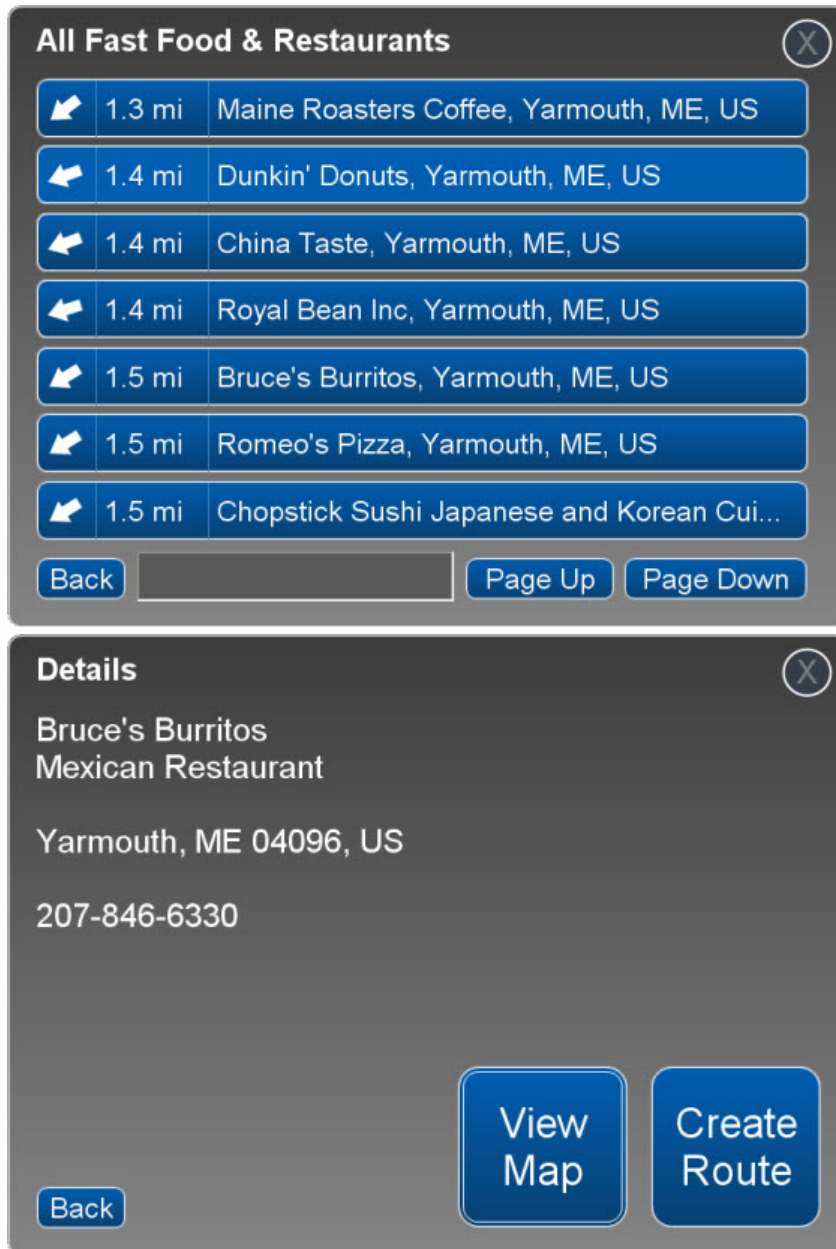 All Fast Food & Restaurants
X
1.3 mi Maine Roasters Coffee, Yarmouth, ME, US
1.4 mi Dunkin' Donuts, Yarmouth, ME, US
1.4 mi China Taste, Yarmouth, ME, US
1.4 mi Royal Bean Inc, Yarmouth, ME, US
1.5 mi Bruce's Burritos, Yarmouth, ME, US
1.5 mi Romeo's Pizza, Yarmouth, ME, US
1.5 mi Chopstick Sushi Japanese and Korean Cui...
Back Page Up Page Down
Details
X
Bruce's Burritos
Mexican Restaurant
Yarmouth, ME 04096, US
207-846-6330
View
Map
Create
Route
Back